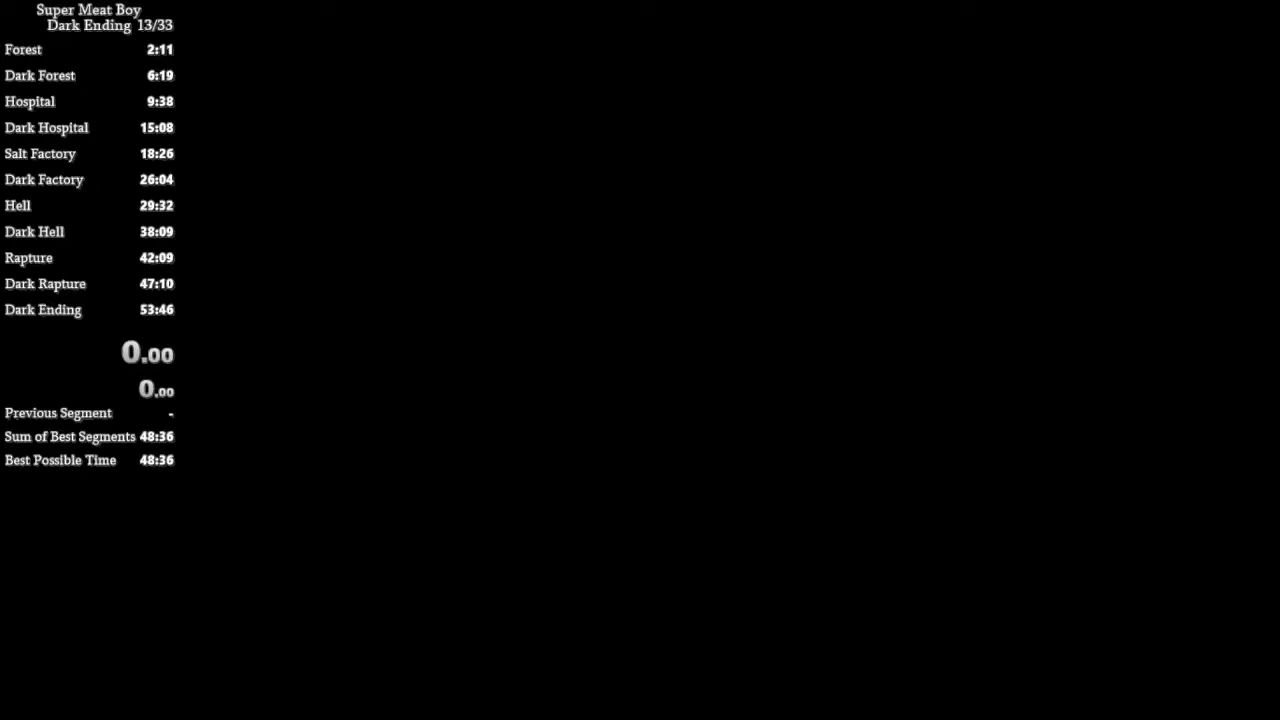 Super Meat Boy
Dark Ending 13/33
Forest 2:11
Dark Forest 6:19
Hospital 9:38
Dark Hospital 15:08
Salt Factory 18:26
Dark Factory 26:04
Hell 29:32
Dark Hell 38:09
Rapture 42:09
Dark Rapture 47:10
Dark Ending 53:46
0.00
0.00
Previous Segment -
Sum of Best Segments 48:36
Best Possible Time 48:36